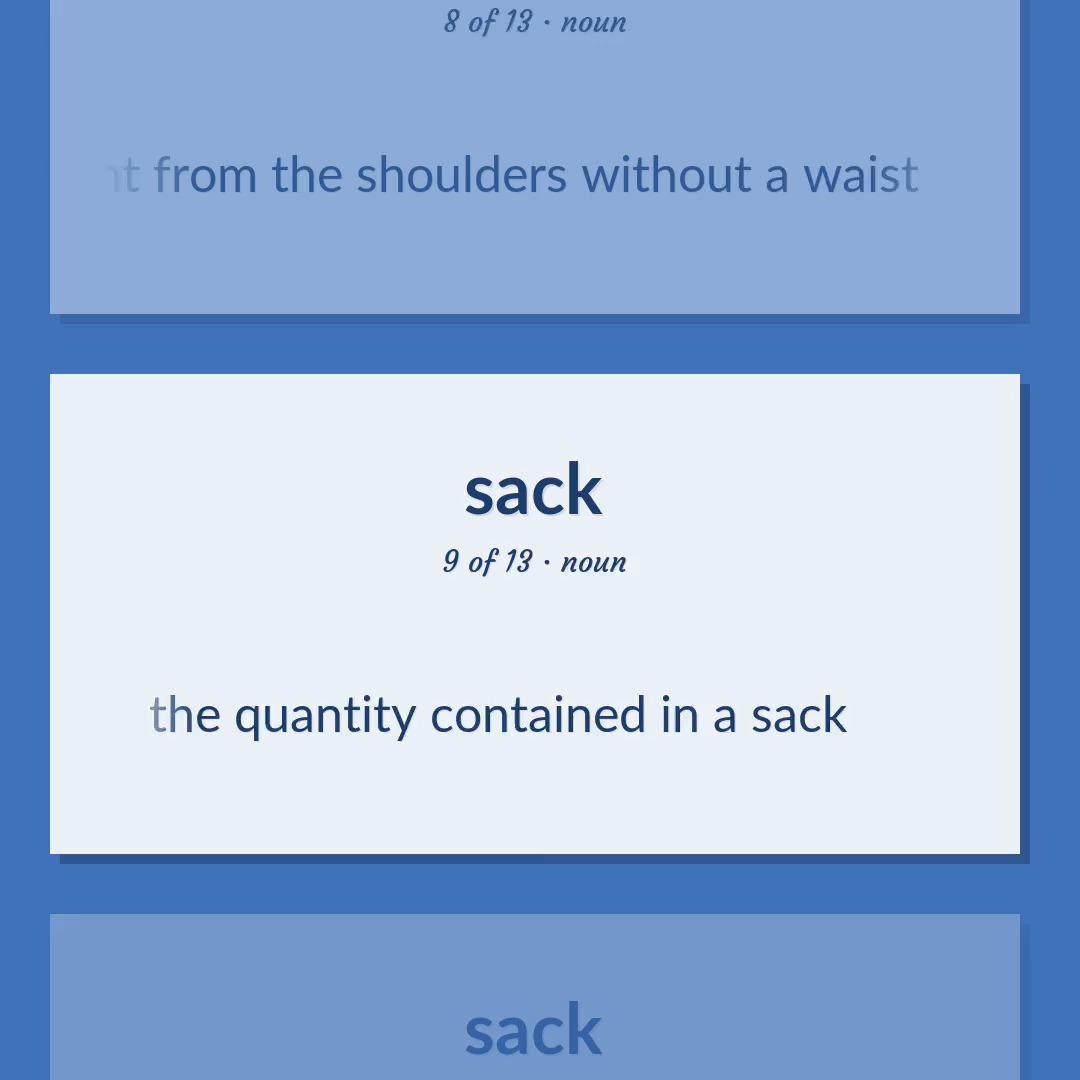 8 of 13 · noun
from the shoulders without a waist
sack
9 of 13 · noun
the quantity contained in a sack
sack